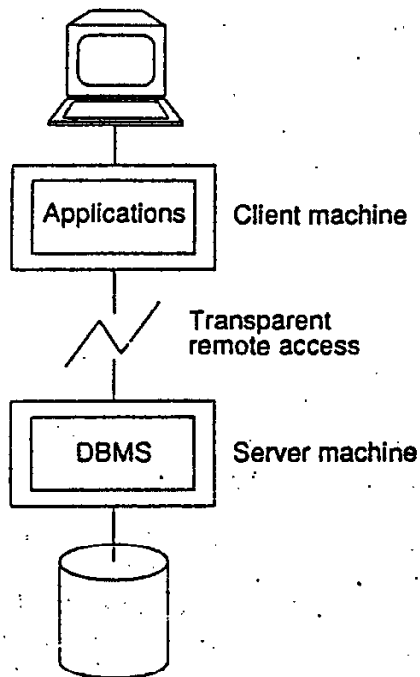 Applications
Client machine
Transparent
remote access
DBMS
Server machine